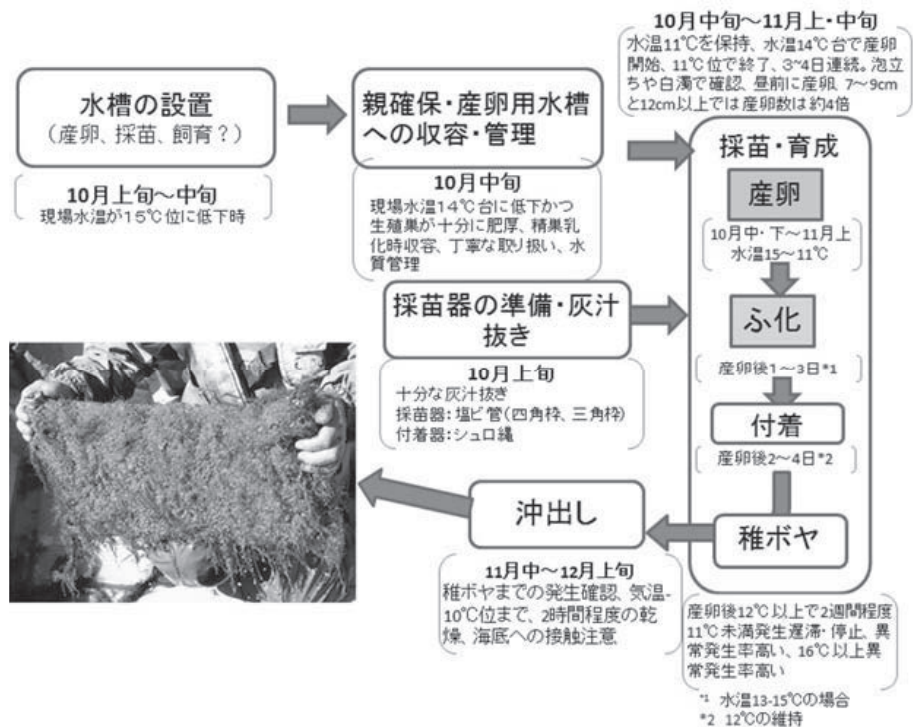 水槽の設置
(産卵、採苗、飼育?)
10月上旬～中旬
現場水温が15℃位に低下時
親確保・産卵用水槽
への収容・管理
10月中旬
現場水温14℃台に低下かつ
生殖巣が十分に肥厚、精巣乳
化時収容、丁寧な取り扱い、水
質管理
採苗器の準備・灰汁
抜き
10月上旬
十分な灰汁抜き
採苗器:塩ビ管(四角枠、三角枠)
付着器:シュロ縄
10月中旬～11月上・中旬
水温11℃を保持、水温14℃台で産卵
開始、11℃位で終了、3~4日連続。泡立
ちや白濁で確認、昼前に産卵、7～9cm
と12cm以上では産卵数は約4倍
採苗・育成
産卵
10月中・下～11月上
水温15～11℃
ふ化
産卵後1～3日*1
付着
産卵後2～4日*2
稚ボヤ
産卵後12℃以上で2週間程度
11℃未満発生遅滞・停止、異
常発生率高い、16℃以上異
常発生率高い
*1 水温13-15℃の場合
*2 12℃の維持
沖出し
11月中～12月上旬
稚ボヤまでの発生確認、気温-
10℃位まで、2時間程度の乾
燥、海底への接触注意